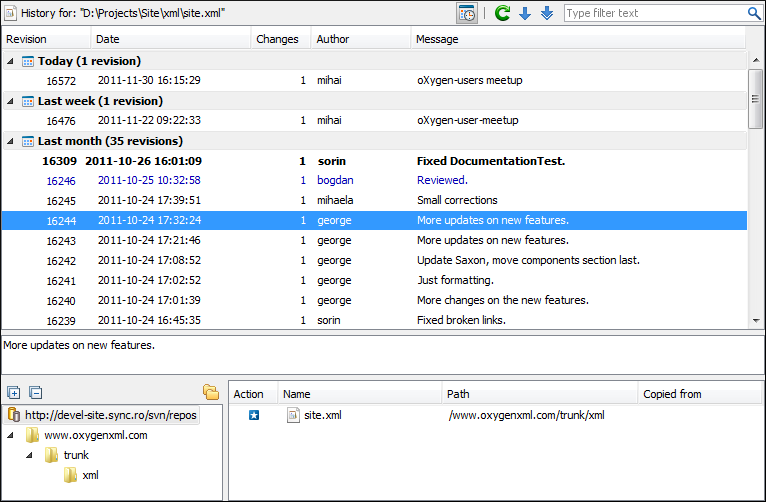 History for: "D:\Projects\Site\xml\site.xml" Type filter text
Revision Date Changes Author Message
Today (1 revision)
16572 2011-11-30 16:15:29 1 mihai oXygen-users meetup
Last week (1 revision)
16476 2011-11-22 09:22:33 1 mihai oXygen-user-meetup
Last month (35 revisions)
16309 2011-10-26 16:01:09 1 sorin Fixed DocumentationTest.
16246 2011-10-25 10:32:58 1 bogdan Reviewed.
16245 2011-10-24 17:39:51 1 mihaela Small corrections
16244 2011-10-24 17:32:24 1 george More updates on new features.
16243 2011-10-24 17:21:46 1 george More updates on new features.
16242 2011-10-24 17:08:52 1 george Update Saxon, move components section last.
16241 2011-10-24 17:02:52 1 george Just formatting.
16240 2011-10-24 17:01:39 1 george More changes on the new features.
16239 2011-10-24 16:45:35 1 sorin Fixed broken links.
More updates on new features.
Action Name Path Copied from
http://devel-site.sync.ro/svn/repos site.xml /www.oxygenxml.com/trunk/xml
www.oxygenxml.com
trunk
xml